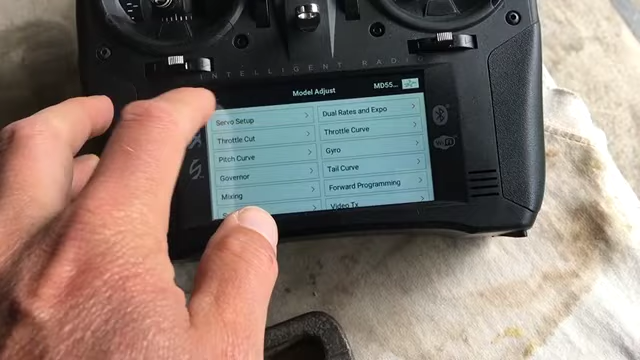 INTELLIGENT RADIO
Model Adjust
MD55...
Servo Setup
Dual Rates and Expo
Throttle Cut
Throttle Curve
Pitch Curve
Gyro
Governor
Tail Curve
Mixing
Forward Programming
Video Tx
WiFi